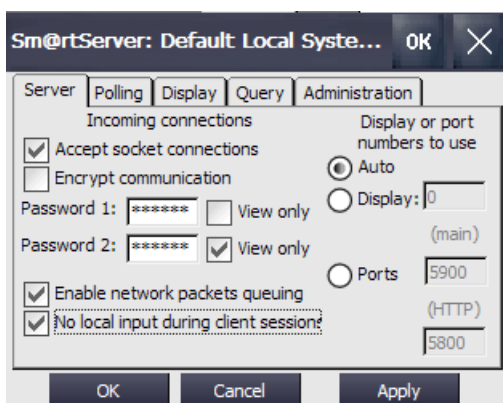 Sm@rtServer: Default Local Syste... OK
Server Polling Display Query Administration
Incoming connections
Accept socket connections
Encrypt communication
Password 1: ****** View only
Password 2: ****** View only
Enable network packets queuing
No local input during client sessions
Display or port
numbers to use
Auto
Display: 0
(main)
Ports 5900
(HTTP)
5800
OK Cancel Apply